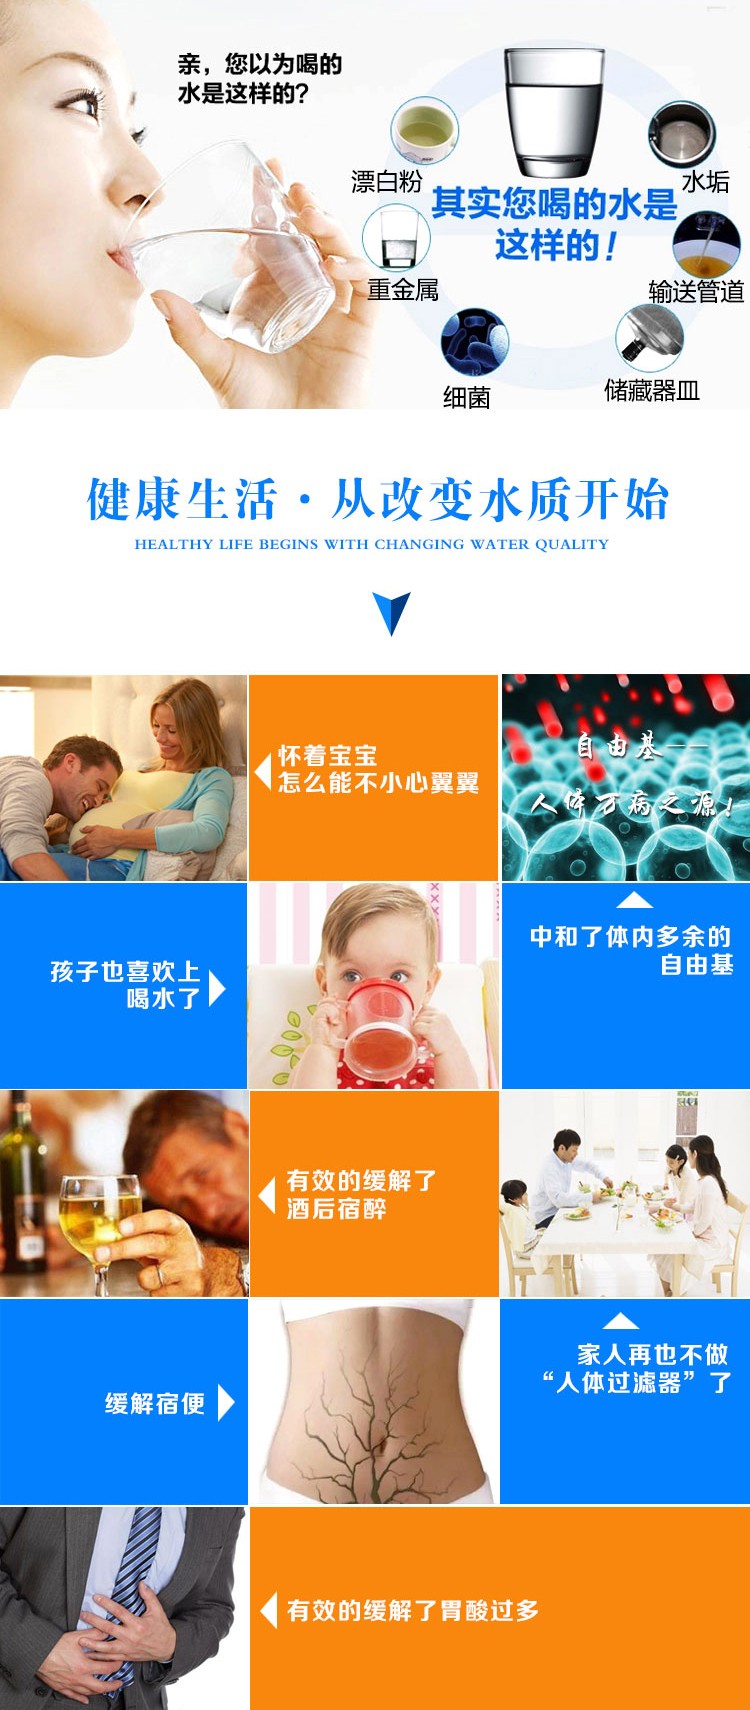 亲，您以为喝的
水是这样的？
漂白粉
水垢
其实您喝的水是
这样的！
重金属
输送管道
细菌
储藏器皿
健康生活·从改变水质开始
HEALTHY LIFE BEGINS WITH CHANGING WATER QUALITY
怀着宝宝
怎么能不小心翼翼
自由基——
人体万病之源！
孩子也喜欢上
喝水了
中和了体内多余的
自由基
有效的缓解了
酒后宿醉
缓解宿便
家人再也不做
“人体过滤器”了
有效的缓解了胃酸过多